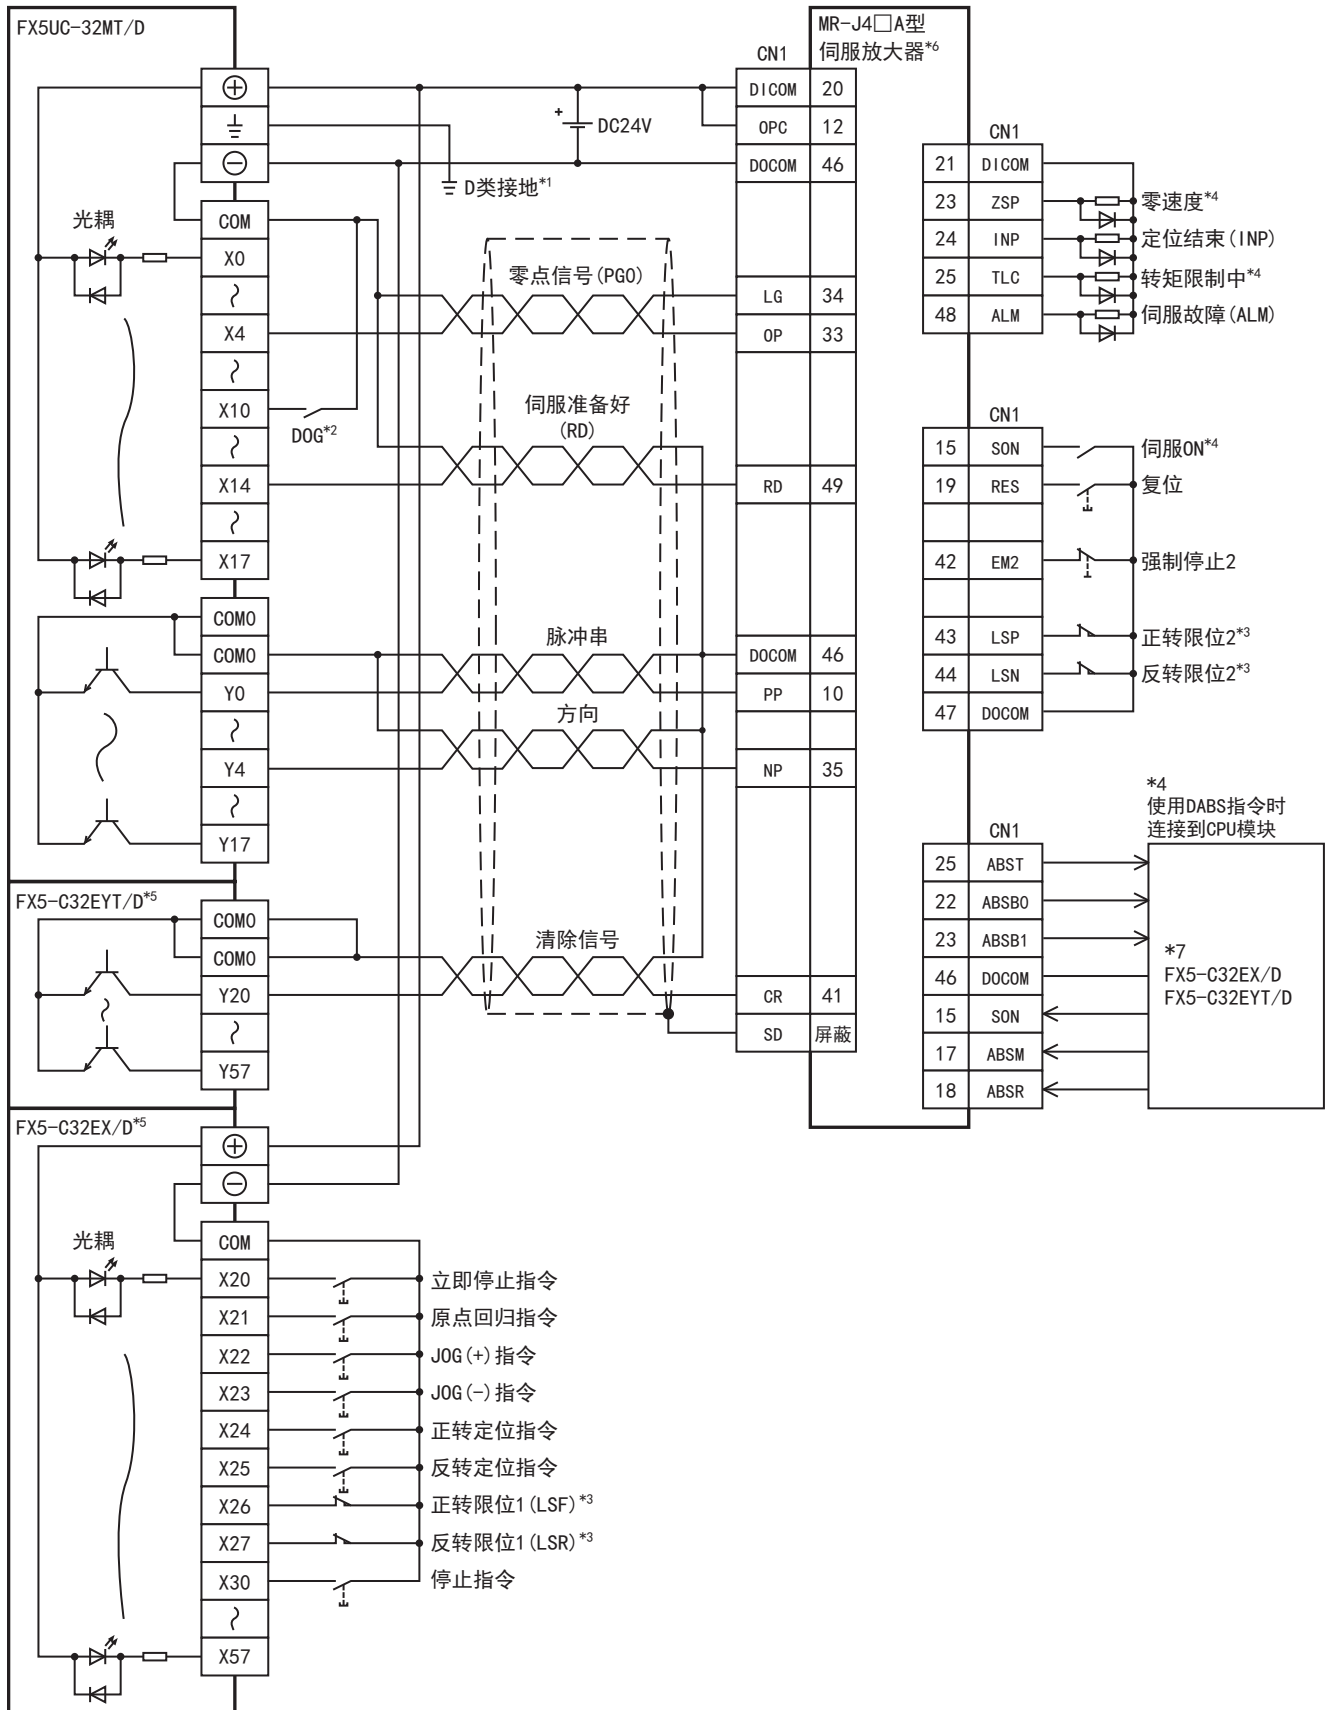 FX5UC-32MT/D
COM
X0
X4
X10
X14
X17
COM0
COM0
Y0
Y4
Y17
光耦
DC24V
D类接地*1
DOG*2
零点信号(PG0)
伺服准备好
(RD)
脉冲串
方向
清除信号
MR-J4□A型
伺服放大器*6
CN1
DICOM 20
OPC 12
DOCOM 46
LG 34
OP 33
RD 49
DOCOM 46
PP 10
NP 35
CR 41
SD 屏蔽
CN1
21 DICOM
23 ZSP 零速度*4
24 INP 定位结束(INP)
25 TLC 转矩限制中*4
48 ALM 伺服故障(ALM)
CN1
15 SON 伺服ON*4
19 RES 复位
42 EM2 强制停止2
43 LSP 正转限位2*3
44 LSN 反转限位2*3
47 DOCOM
*4
使用DABS指令时
连接到CPU模块
CN1
25 ABST
22 ABSB0
23 ABSB1
46 DOCOM
15 SON
17 ABSM
18 ABSR
*7
FX5-C32EX/D
FX5-C32EYT/D
FX5-C32EYT/D*5
COM0
COM0
Y20
Y57
FX5-C32EX/D*5
光耦
COM
X20 立即停止指令
X21 原点回归指令
X22 JOG(+)指令
X23 JOG(-)指令
X24 正转定位指令
X25 反转定位指令
X26 正转限位1(LSF)*3
X27 反转限位1(LSR)*3
X30 停止指令
X57